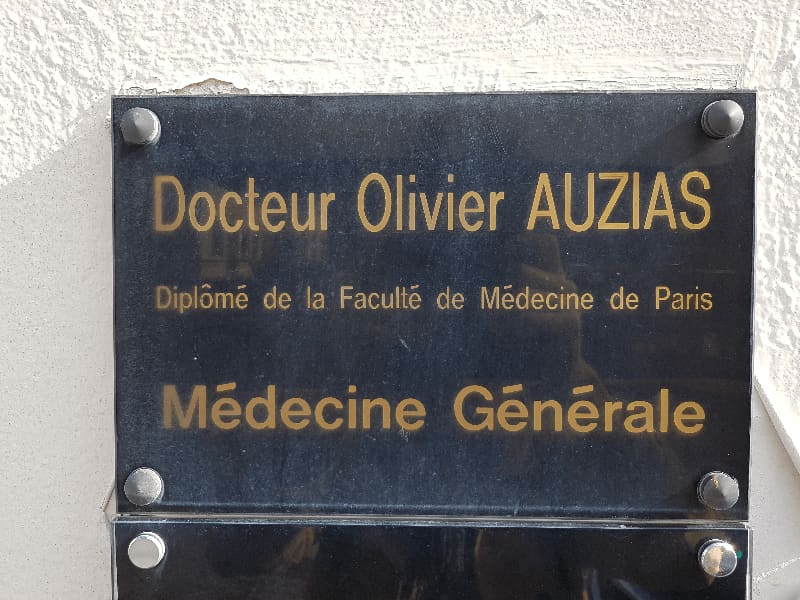 Docteur Olivier AUZIAS
Diplômé de la Faculté de Médecine de Paris
Médecine Générale